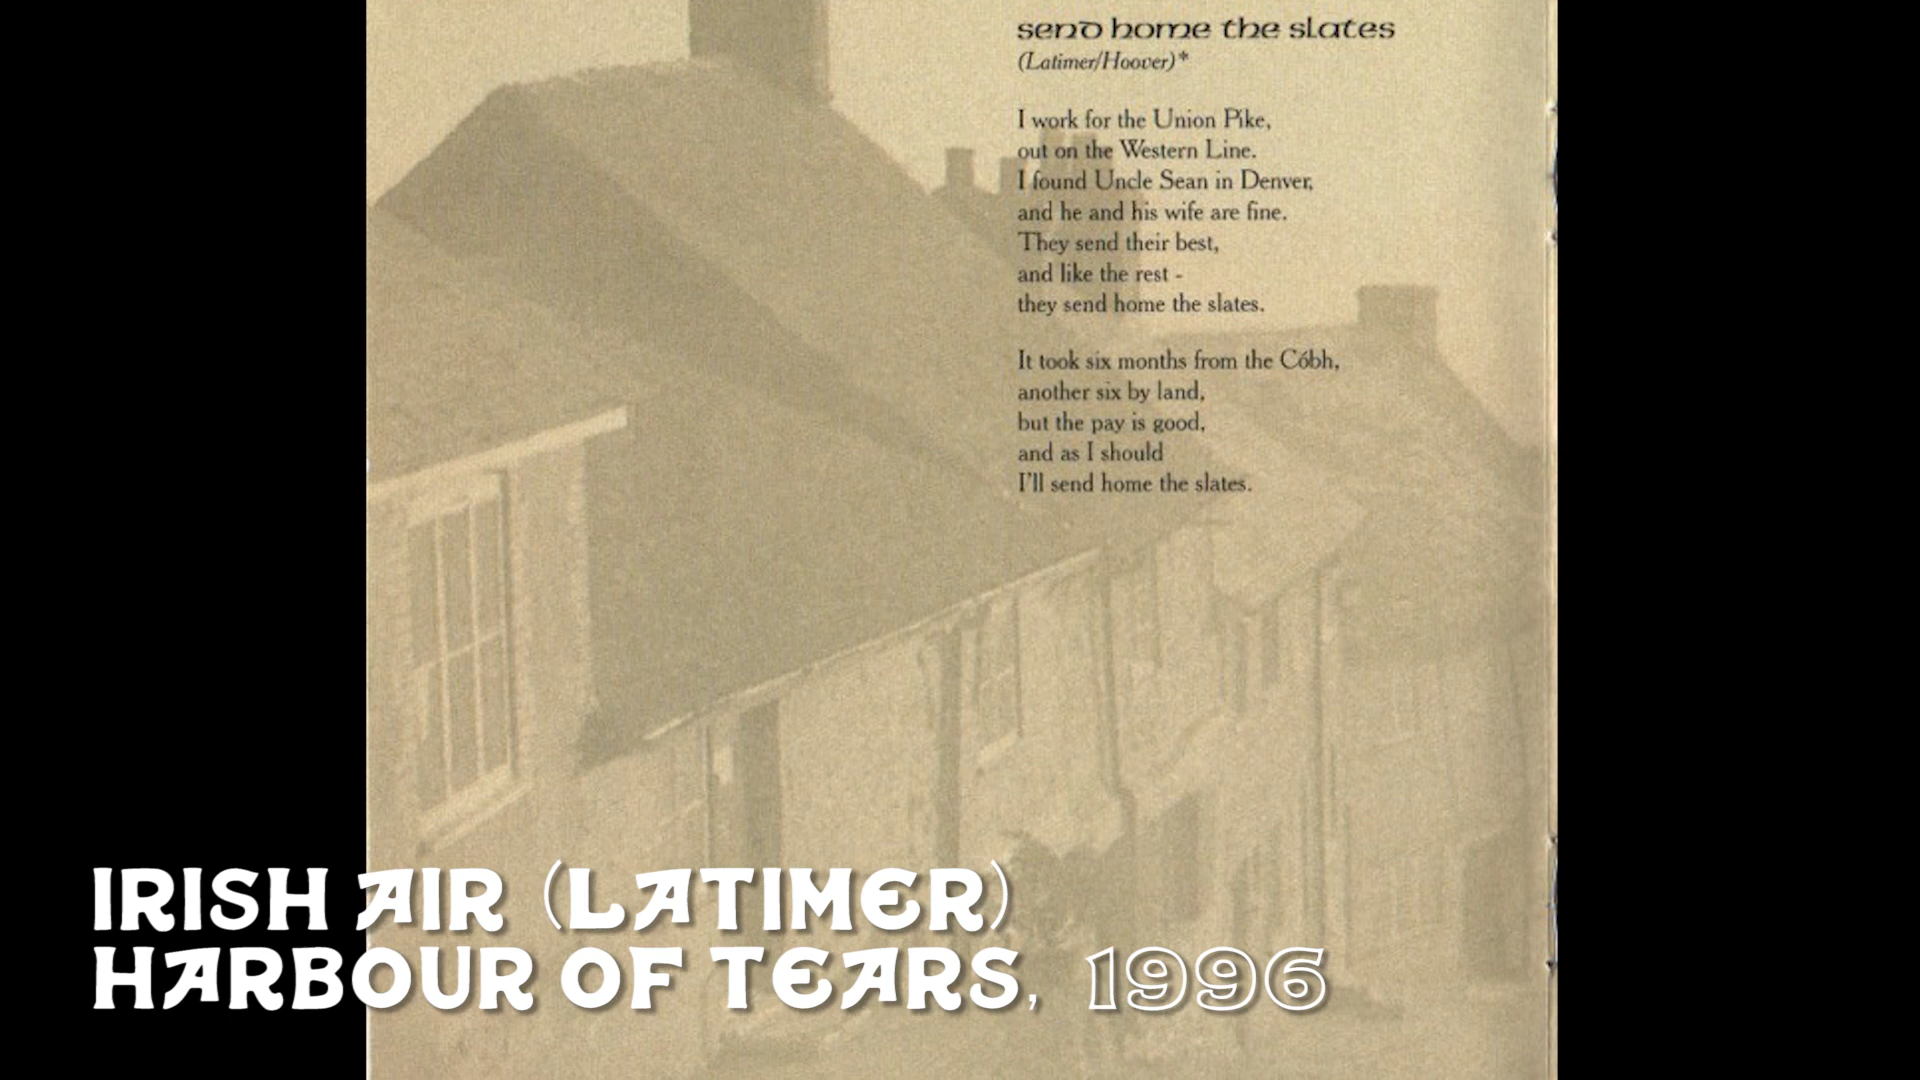 send home the slates
(Latimer/Hoover)*
I work for the Union Pike,
out on the Western Line.
I found Uncle Sean in Denver,
and he and his wife are fine.
They send their best,
and like the rest -
they send home the slates.
It took six months from the Cóbh,
another six by land,
but the pay is good,
and as I should
I'll send home the slates.
IRISH AIR (LATIMER)
HARBOUR OF TEARS, 1996